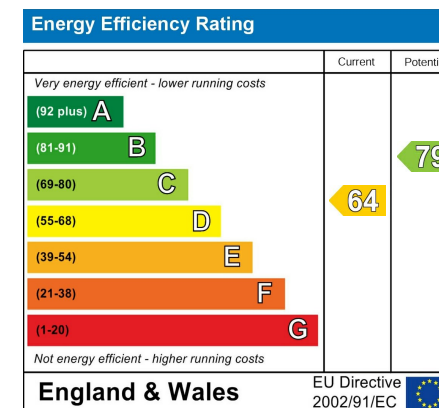 Energy Efficiency Rating
Current Potenti
Very energy efficient - lower running costs
(92 plus) A
(81-91) B
(69-80) C
(55-68) D
(39-54) E
(21-38) F
(1-20) G
64
79
Not energy efficient - higher running costs
England & Wales
EU Directive
2002/91/EC